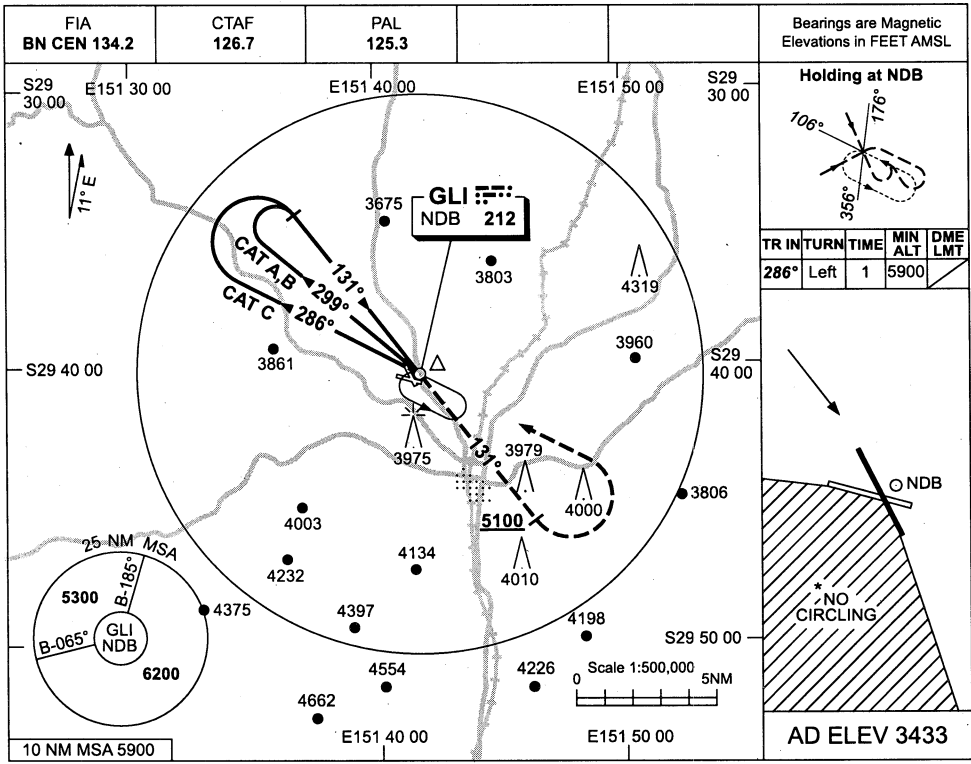 FIA
BN CEN 134.2
CTAF
126.7
PAL
125.3
Bearings are Magnetic
Elevations in FEET AMSL
S29
30 00
E151 30 00
E151 40 00
E151 50 00
S29
30 00
11° E
GLI
NDB 212
3675
3803
4319
CAT A,B
CAT C
131°
299°
286°
3861
3960
S29 40 00
S29
40 00
3975
131°
3979
4000
3806
5100
4003
4010
4232
4134
25 NM MSA
5300
B-185°
B-065°
GLI
NDB
6200
4375
4397
4198
S29 50 00
4554
4226
4662
Scale 1:500,000
0 5NM
E151 40 00
E151 50 00
10 NM MSA 5900
Holding at NDB
106°
176°
356°
TR IN TURN TIME MIN ALT DME LMT
286° Left 1 5900
NDB
* NO
CIRCLING
AD ELEV 3433